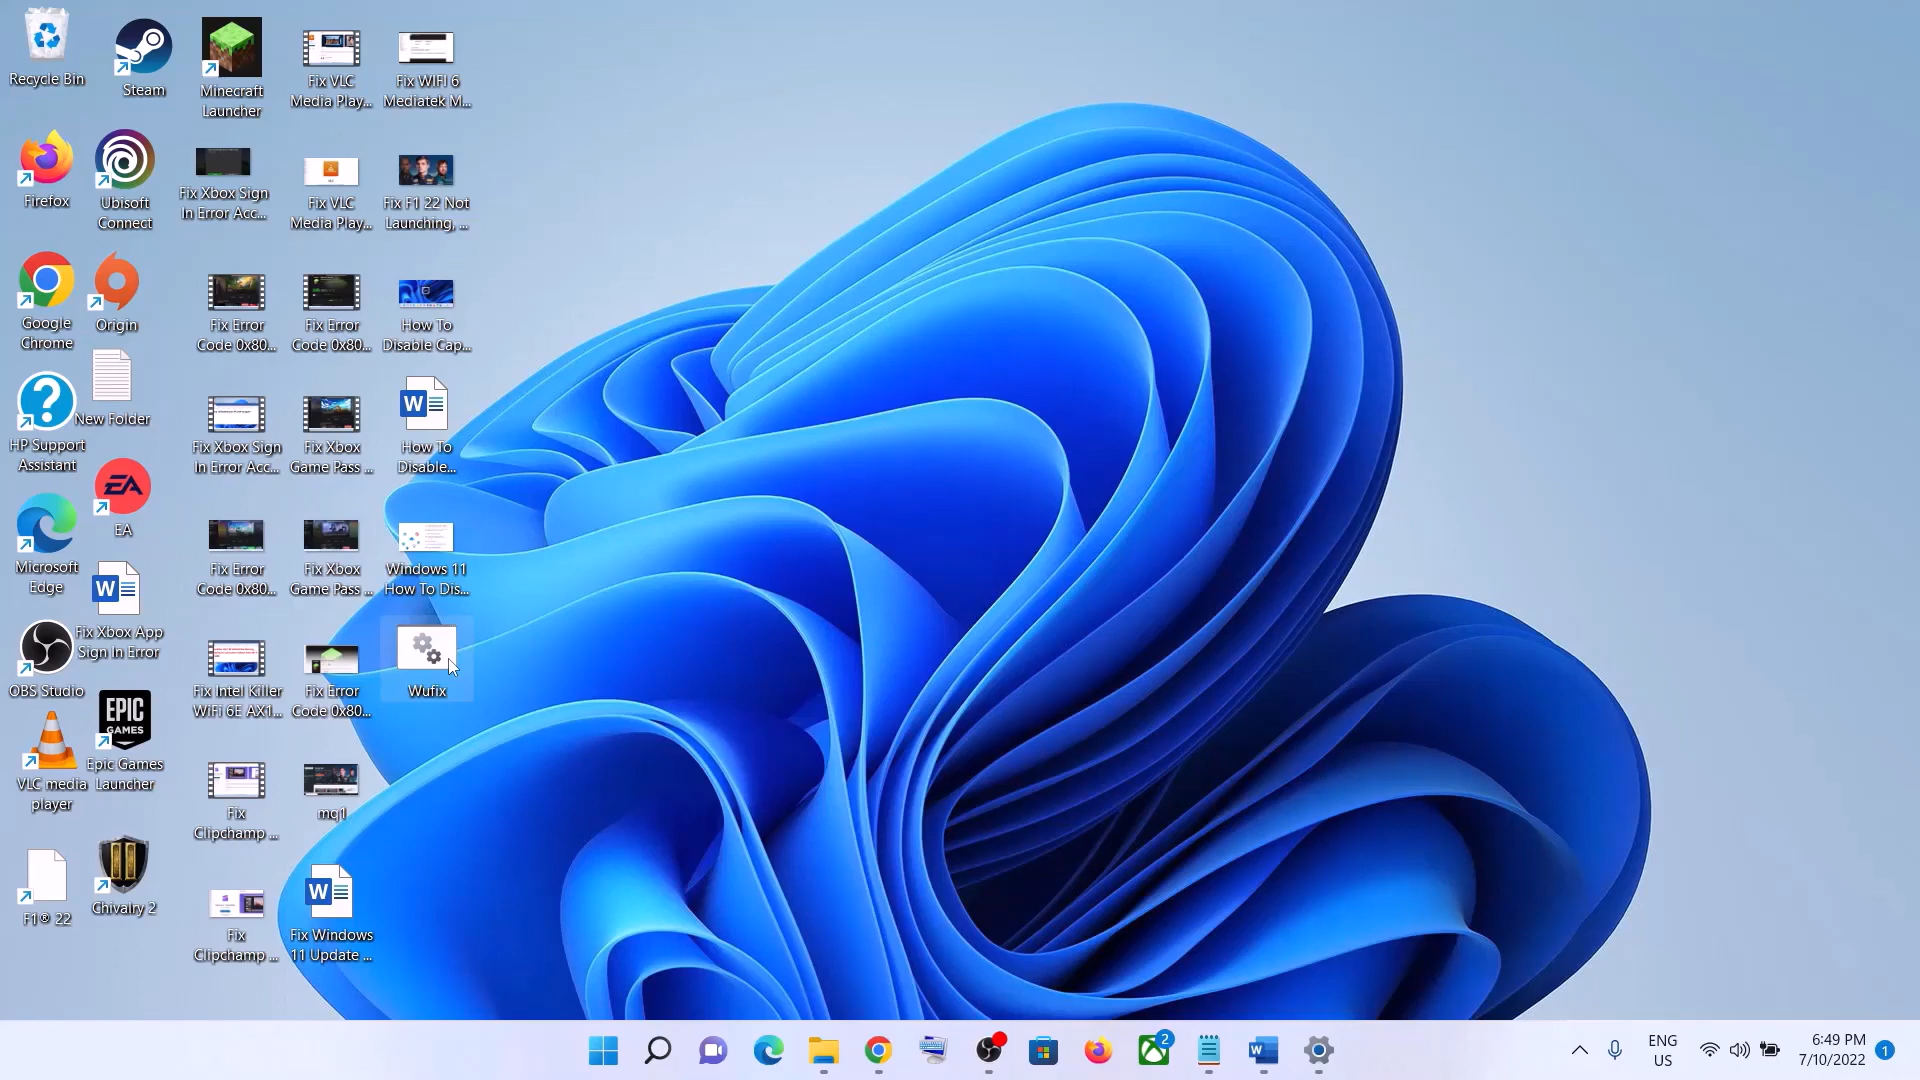 Recycle Bin
Steam
Minecraft
Launcher
Fix VLC
Media Play...
Fix WIFI 6
Mediatek M...
Firefox
Ubisoft
Connect
Fix Xbox Sign
In Error Acc...
Fix VLC
Media Play...
Fix F1 22 Not
Launching, ...
Google
Chrome
Origin
Fix Error
Code 0x80...
Fix Error
Code 0x80...
How To
Disable Cap...
HP Support
Assistant
New Folder
Fix Xbox Sign
In Error Acc...
Fix Xbox
Game Pass ...
W
How To
Disable...
Microsoft
Edge
EA
EA
Fix Error
Code 0x80...
Fix Xbox
Game Pass ...
Windows 11
How To Dis...
OBS Studio
W
Fix Xbox App
Sign In Error
Fix Intel Killer
WiFi 6E AX1...
Fix Error
Code 0x80...
Wufix
VLC media
player
EPIC
GAMES
Epic Games
Launcher
Fix
Clipchamp ...
mq1
F1® 22
Chivalry 2
Fix
Clipchamp ...
W
Fix Windows
11 Update ...
2
W
ENG
US
6:49 PM
7/10/2022
1